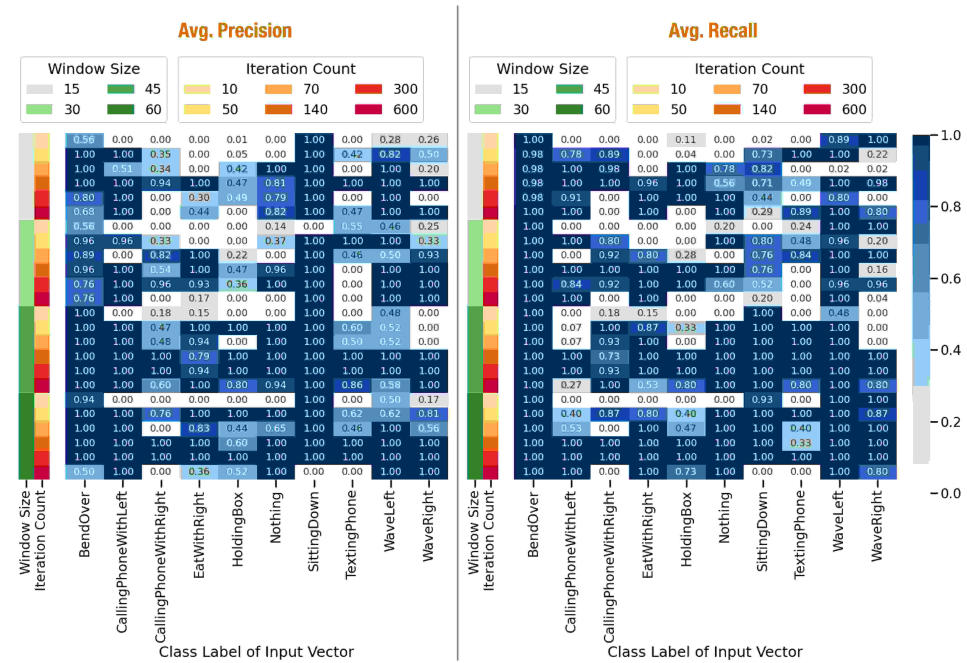 Avg. Precision
Window Size
15 45
30 60
Iteration Count
10 70 300
50 140 600
0.56 0.00 0.00 0.00 0.01 0.00 1.00 0.00 0.28 0.26
1.00 1.00 0.35 0.00 0.05 0.00 1.00 0.42 0.82 0.50
1.00 0.51 0.34 0.00 0.42 0.00 1.00 0.00 1.00 0.20
1.00 1.00 0.94 1.00 0.47 0.81 1.00 1.00 1.00 1.00
0.80 1.00 0.00 0.30 0.49 0.79 1.00 0.00 1.00 1.00
0.68 1.00 0.00 0.44 0.00 0.82 1.00 0.47 1.00 1.00
0.56 0.00 0.00 0.00 0.00 0.14 1.00 0.55 0.46 0.25
0.96 0.96 0.33 0.00 0.00 0.37 1.00 1.00 1.00 0.33
0.89 1.00 0.82 1.00 0.22 0.00 1.00 0.46 0.50 0.93
0.96 1.00 0.54 1.00 0.47 0.96 1.00 0.00 1.00 1.00
0.76 1.00 0.96 0.93 0.36 1.00 1.00 0.00 1.00 1.00
0.76 1.00 0.00 0.17 0.00 0.00 1.00 0.00 1.00 1.00
1.00 0.00 0.18 0.15 0.00 0.00 1.00 0.00 0.48 0.00
1.00 1.00 0.47 1.00 1.00 1.00 1.00 0.60 0.52 0.00
1.00 1.00 0.48 0.94 1.00 1.00 1.00 0.50 0.52 0.00
1.00 1.00 1.00 0.79 1.00 1.00 1.00 1.00 1.00 1.00
1.00 1.00 1.00 0.94 1.00 1.00 1.00 1.00 1.00 1.00
1.00 1.00 0.60 1.00 0.80 0.94 1.00 0.86 0.58 1.00
0.94 0.00 0.00 0.00 0.00 0.00 1.00 0.00 0.50 0.17
1.00 1.00 0.76 1.00 1.00 1.00 1.00 0.62 0.62 0.81
1.00 1.00 0.00 0.83 0.44 0.65 1.00 0.46 1.00 0.56
1.00 1.00 1.00 1.00 0.60 1.00 1.00 1.00 1.00 1.00
1.00 1.00 1.00 1.00 1.00 1.00 1.00 1.00 1.00 1.00
0.50 1.00 0.00 0.36 0.52 1.00 0.00 0.00 1.00 1.00
Window Size
Iteration Count
BendOver
CallingPhoneWithLeft
CallingPhoneWithRight
EatWithRight
HoldingBox
Nothing
SittingDown
TextingPhone
WaveLeft
WaveRight
Class Label of Input Vector
Avg. Recall
Window Size
15 45
30 60
Iteration Count
10 70 300
50 140 600
1.00 0.00 0.00 0.00 0.11 0.00 0.02 0.00 0.89 1.00
0.98 0.78 0.89 0.00 0.04 0.00 0.73 1.00 1.00 0.22
0.98 1.00 0.98 0.00 1.00 0.78 0.82 0.00 0.02 0.02
0.98 1.00 1.00 0.96 1.00 0.56 0.71 0.49 1.00 0.98
0.98 0.91 0.00 0.00 1.00 1.00 0.44 0.00 0.80 1.00
1.00 1.00 0.00 1.00 0.00 1.00 0.29 0.89 1.00 0.80
1.00 0.00 0.00 0.00 0.00 0.20 0.00 0.24 1.00 0.00
1.00 1.00 0.80 0.00 0.00 1.00 0.80 0.48 0.96 0.20
1.00 1.00 0.92 0.80 0.28 0.00 0.76 0.84 1.00 1.00
1.00 1.00 1.00 1.00 1.00 1.00 0.76 0.00 1.00 0.16
1.00 0.84 0.92 1.00 1.00 0.60 0.52 0.00 0.96 0.96
1.00 1.00 0.00 1.00 0.00 0.00 0.20 0.00 1.00 0.04
1.00 0.00 0.18 0.15 0.00 0.00 1.00 0.00 0.48 0.00
1.00 0.07 1.00 0.87 0.33 1.00 1.00 1.00 1.00 0.00
1.00 0.07 0.93 1.00 1.00 1.00 1.00 1.00 1.00 0.00
1.00 1.00 0.73 1.00 1.00 1.00 1.00 1.00 1.00 1.00
1.00 1.00 0.93 1.00 1.00 1.00 1.00 1.00 1.00 1.00
1.00 0.27 1.00 0.53 0.80 1.00 1.00 0.80 1.00 0.80
1.00 0.00 0.00 0.00 0.00 0.00 0.93 0.00 0.00 0.00
1.00 0.40 0.87 0.80 0.40 1.00 1.00 1.00 1.00 0.87
1.00 0.53 0.00 1.00 0.47 1.00 1.00 0.40 1.00 1.00
1.00 1.00 1.00 1.00 1.00 1.00 1.00 0.33 1.00 1.00
1.00 1.00 1.00 1.00 1.00 1.00 1.00 1.00 1.00 1.00
1.00 1.00 0.00 1.00 0.73 1.00 0.00 0.00 1.00 0.80
Window Size
Iteration Count
BendOver
CallingPhoneWithLeft
CallingPhoneWithRight
EatWithRight
HoldingBox
Nothing
SittingDown
TextingPhone
WaveLeft
WaveRight
Class Label of Input Vector
1.0
0.8
0.6
0.4
0.2
0.0